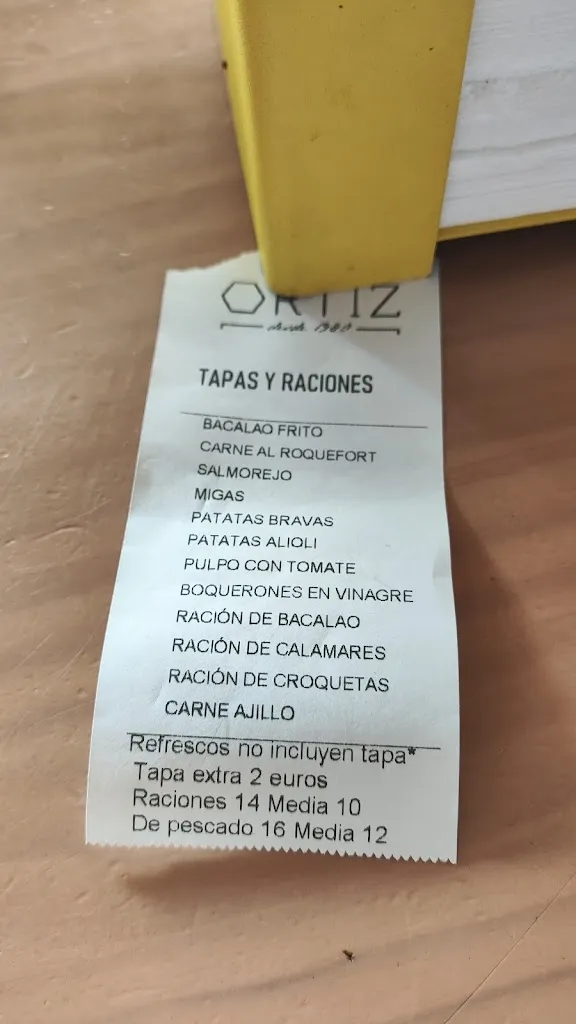 ORTIZ
desde 1980
TAPAS Y RACIONES
BACALAO FRITO
CARNE AL ROQUEFORT
SALMOREJO
MIGAS
PATATAS BRAVAS
PATATAS ALIOLI
PULPO CON TOMATE
BOQUERONES EN VINAGRE
RACIÓN DE BACALAO
RACIÓN DE CALAMARES
RACIÓN DE CROQUETAS
CARNE AJILLO
Refrescos no incluyen tapa*
Tapa extra 2 euros
Raciones 14 Media 10
De pescado 16 Media 12